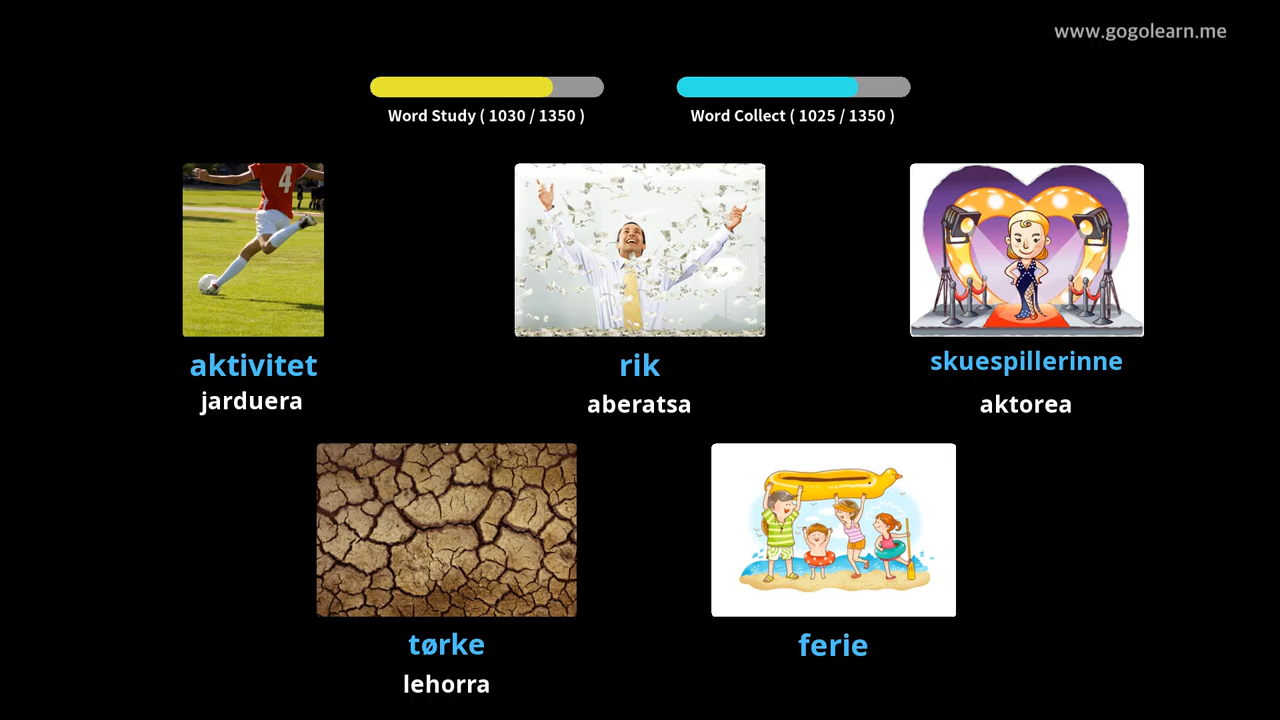 www.gogolearn.me
Word Study ( 1030 / 1350 )
Word Collect ( 1025 / 1350 )
4
aktivitet
jarduera
rik
aberatsa
skuespillerinne
aktorea
tørke
lehorra
ferie